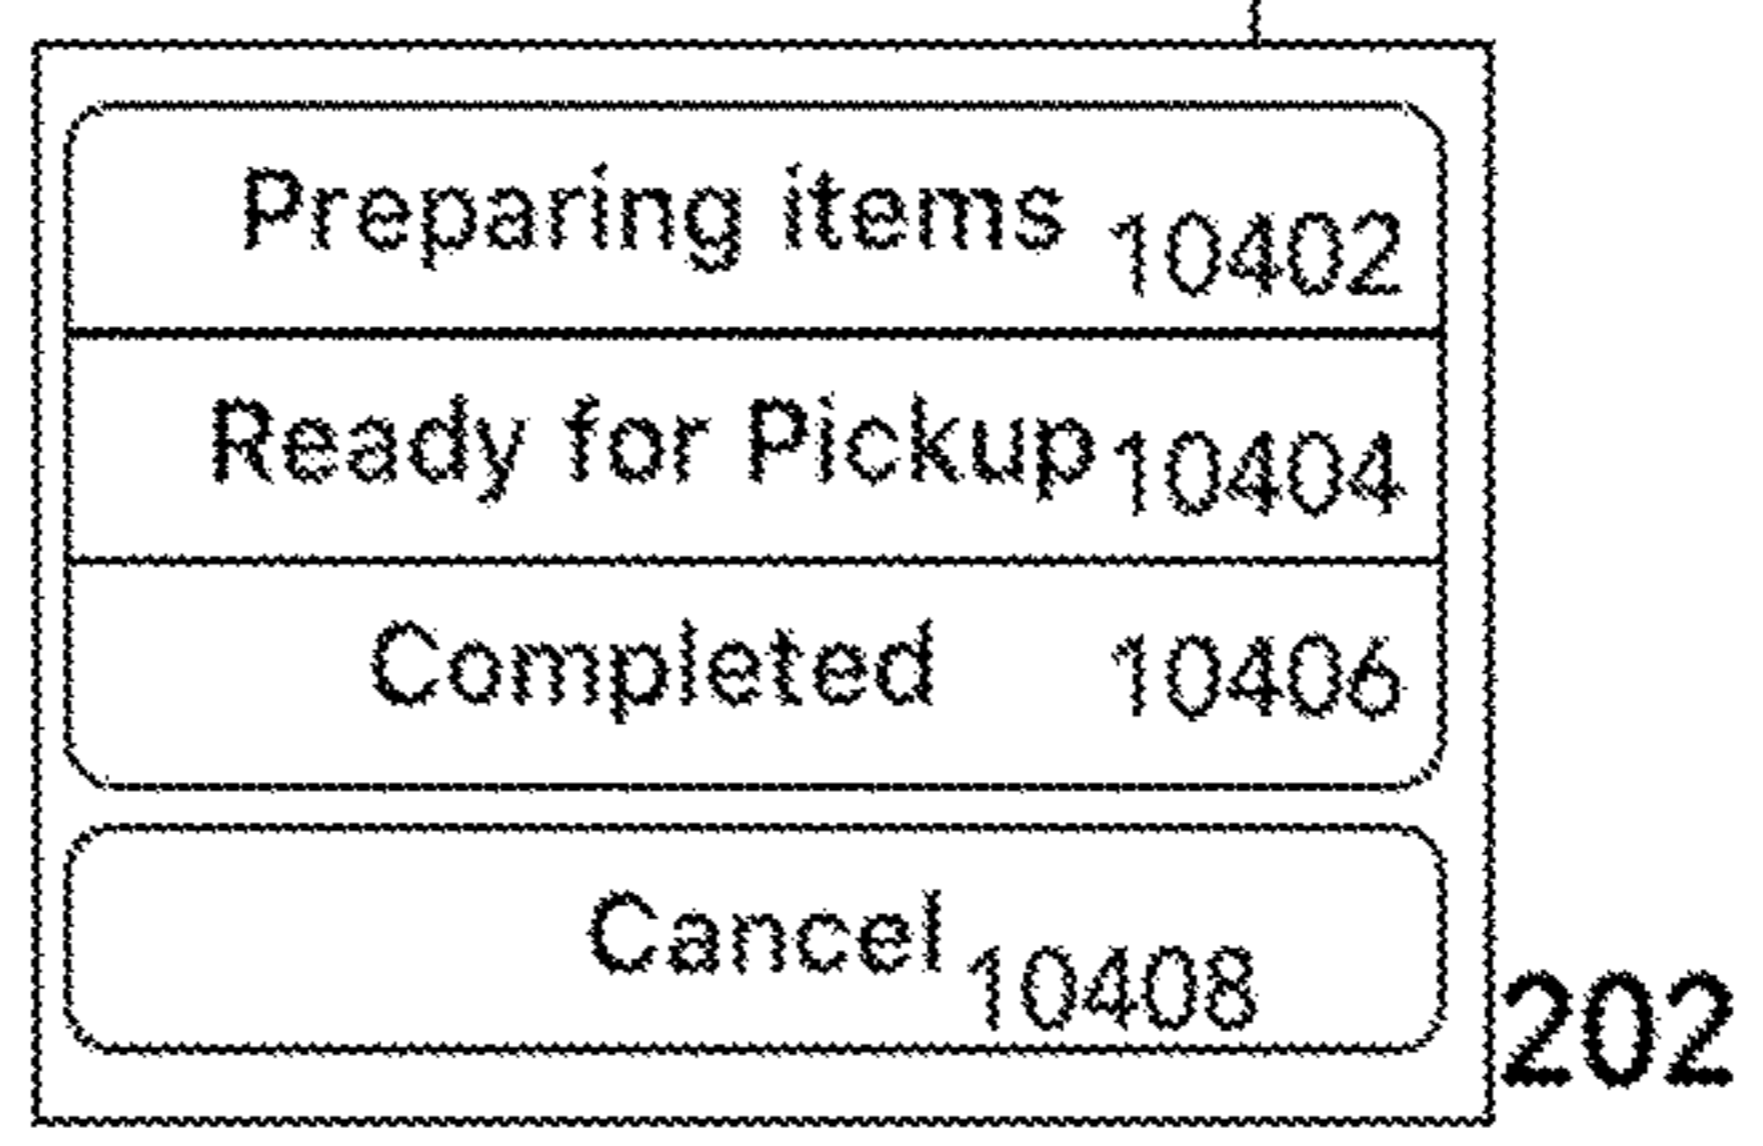 Preparing items 10402
Ready for Pickup 10404
Completed 10406
Cancel 10408
202